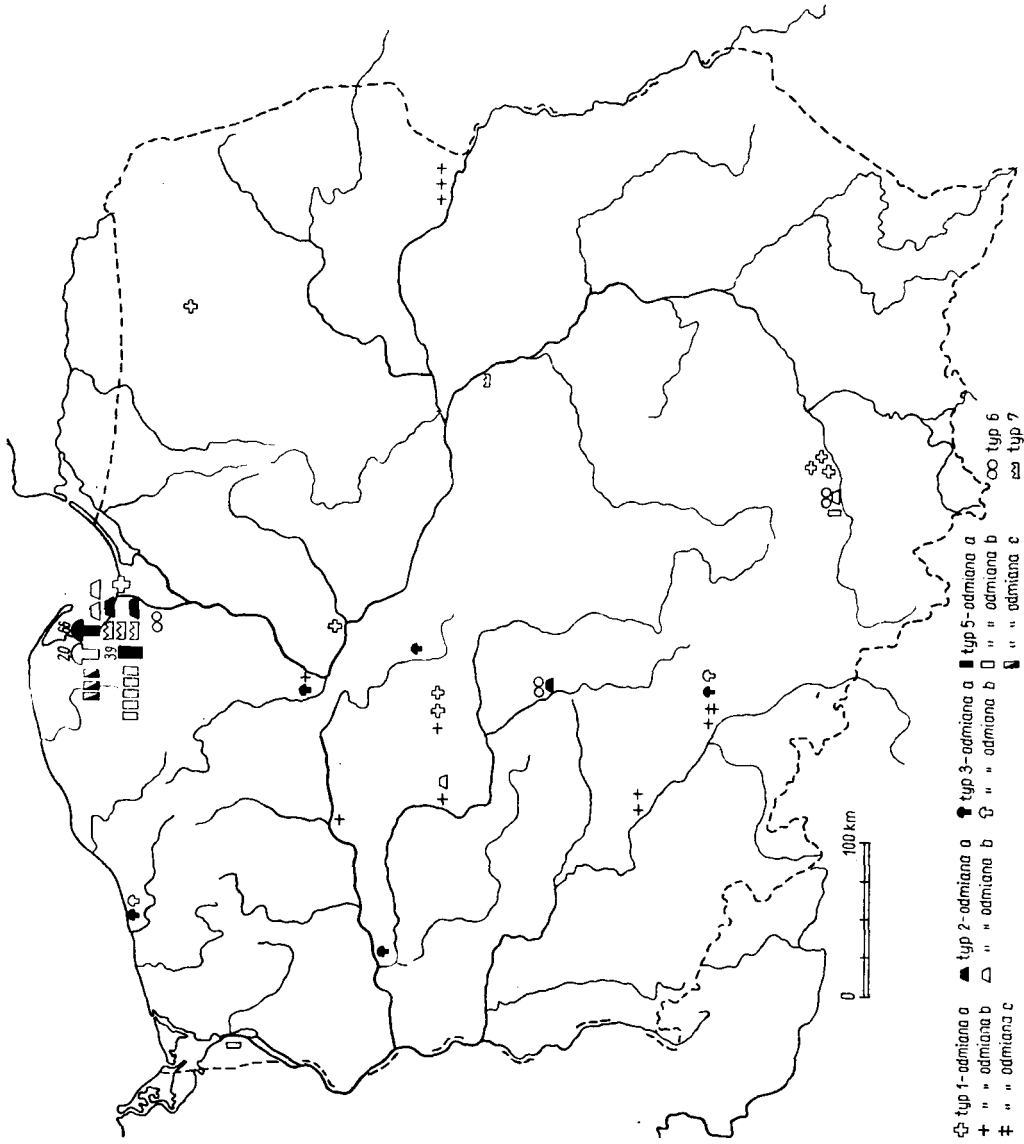 20
66
39
0
100 km
typ 1-odmiana a
" " odmiana b
" " odmiana c
typ 2-odmiana a
" " odmiana b
typ 3-odmiana a
" " odmiana b
typ 5-odmiana a
" " odmiana b
" " odmiana c
typ 6
typ 7